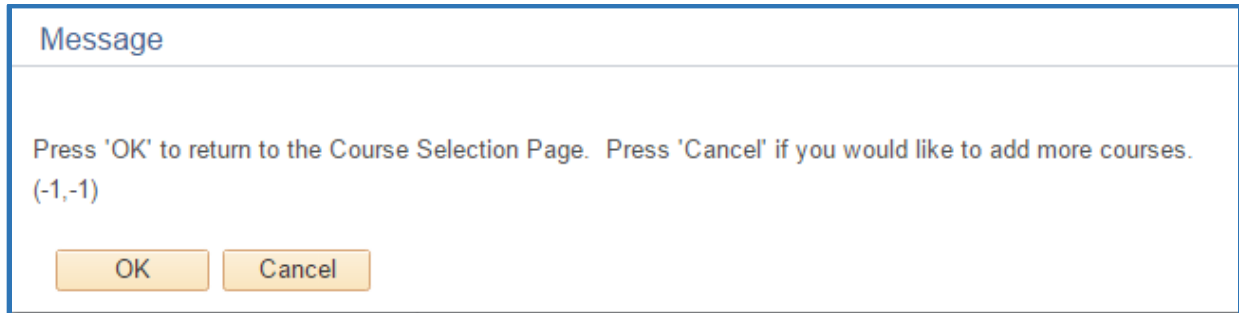 Message
Press 'OK' to return to the Course Selection Page.  Press 'Cancel' if you would like to add more courses.
(-1,-1)
OK Cancel